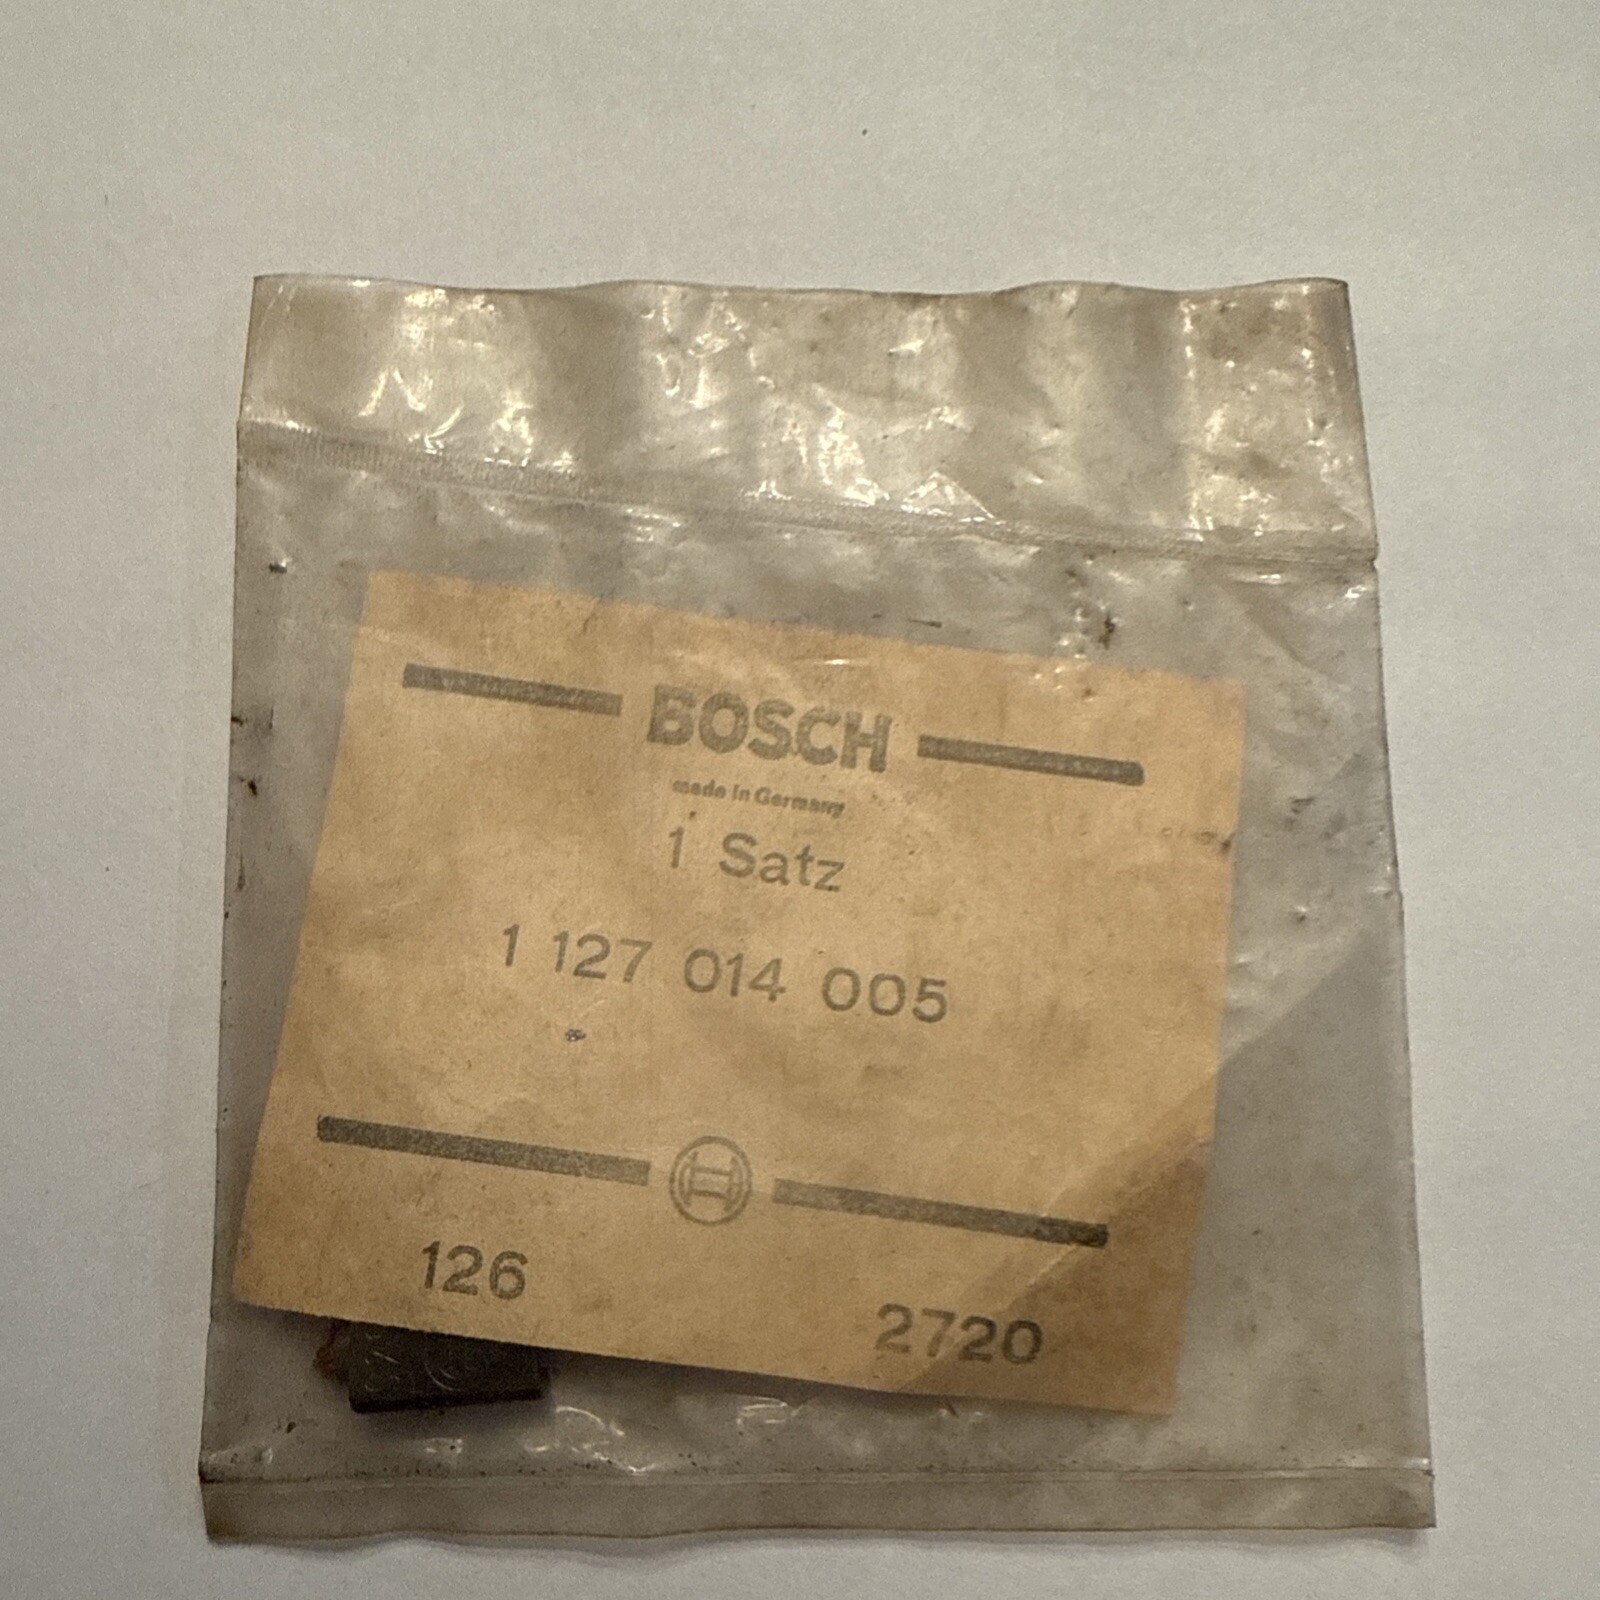 BOSCH
made in Germany
1 Satz
1 127 014 005
126
2720